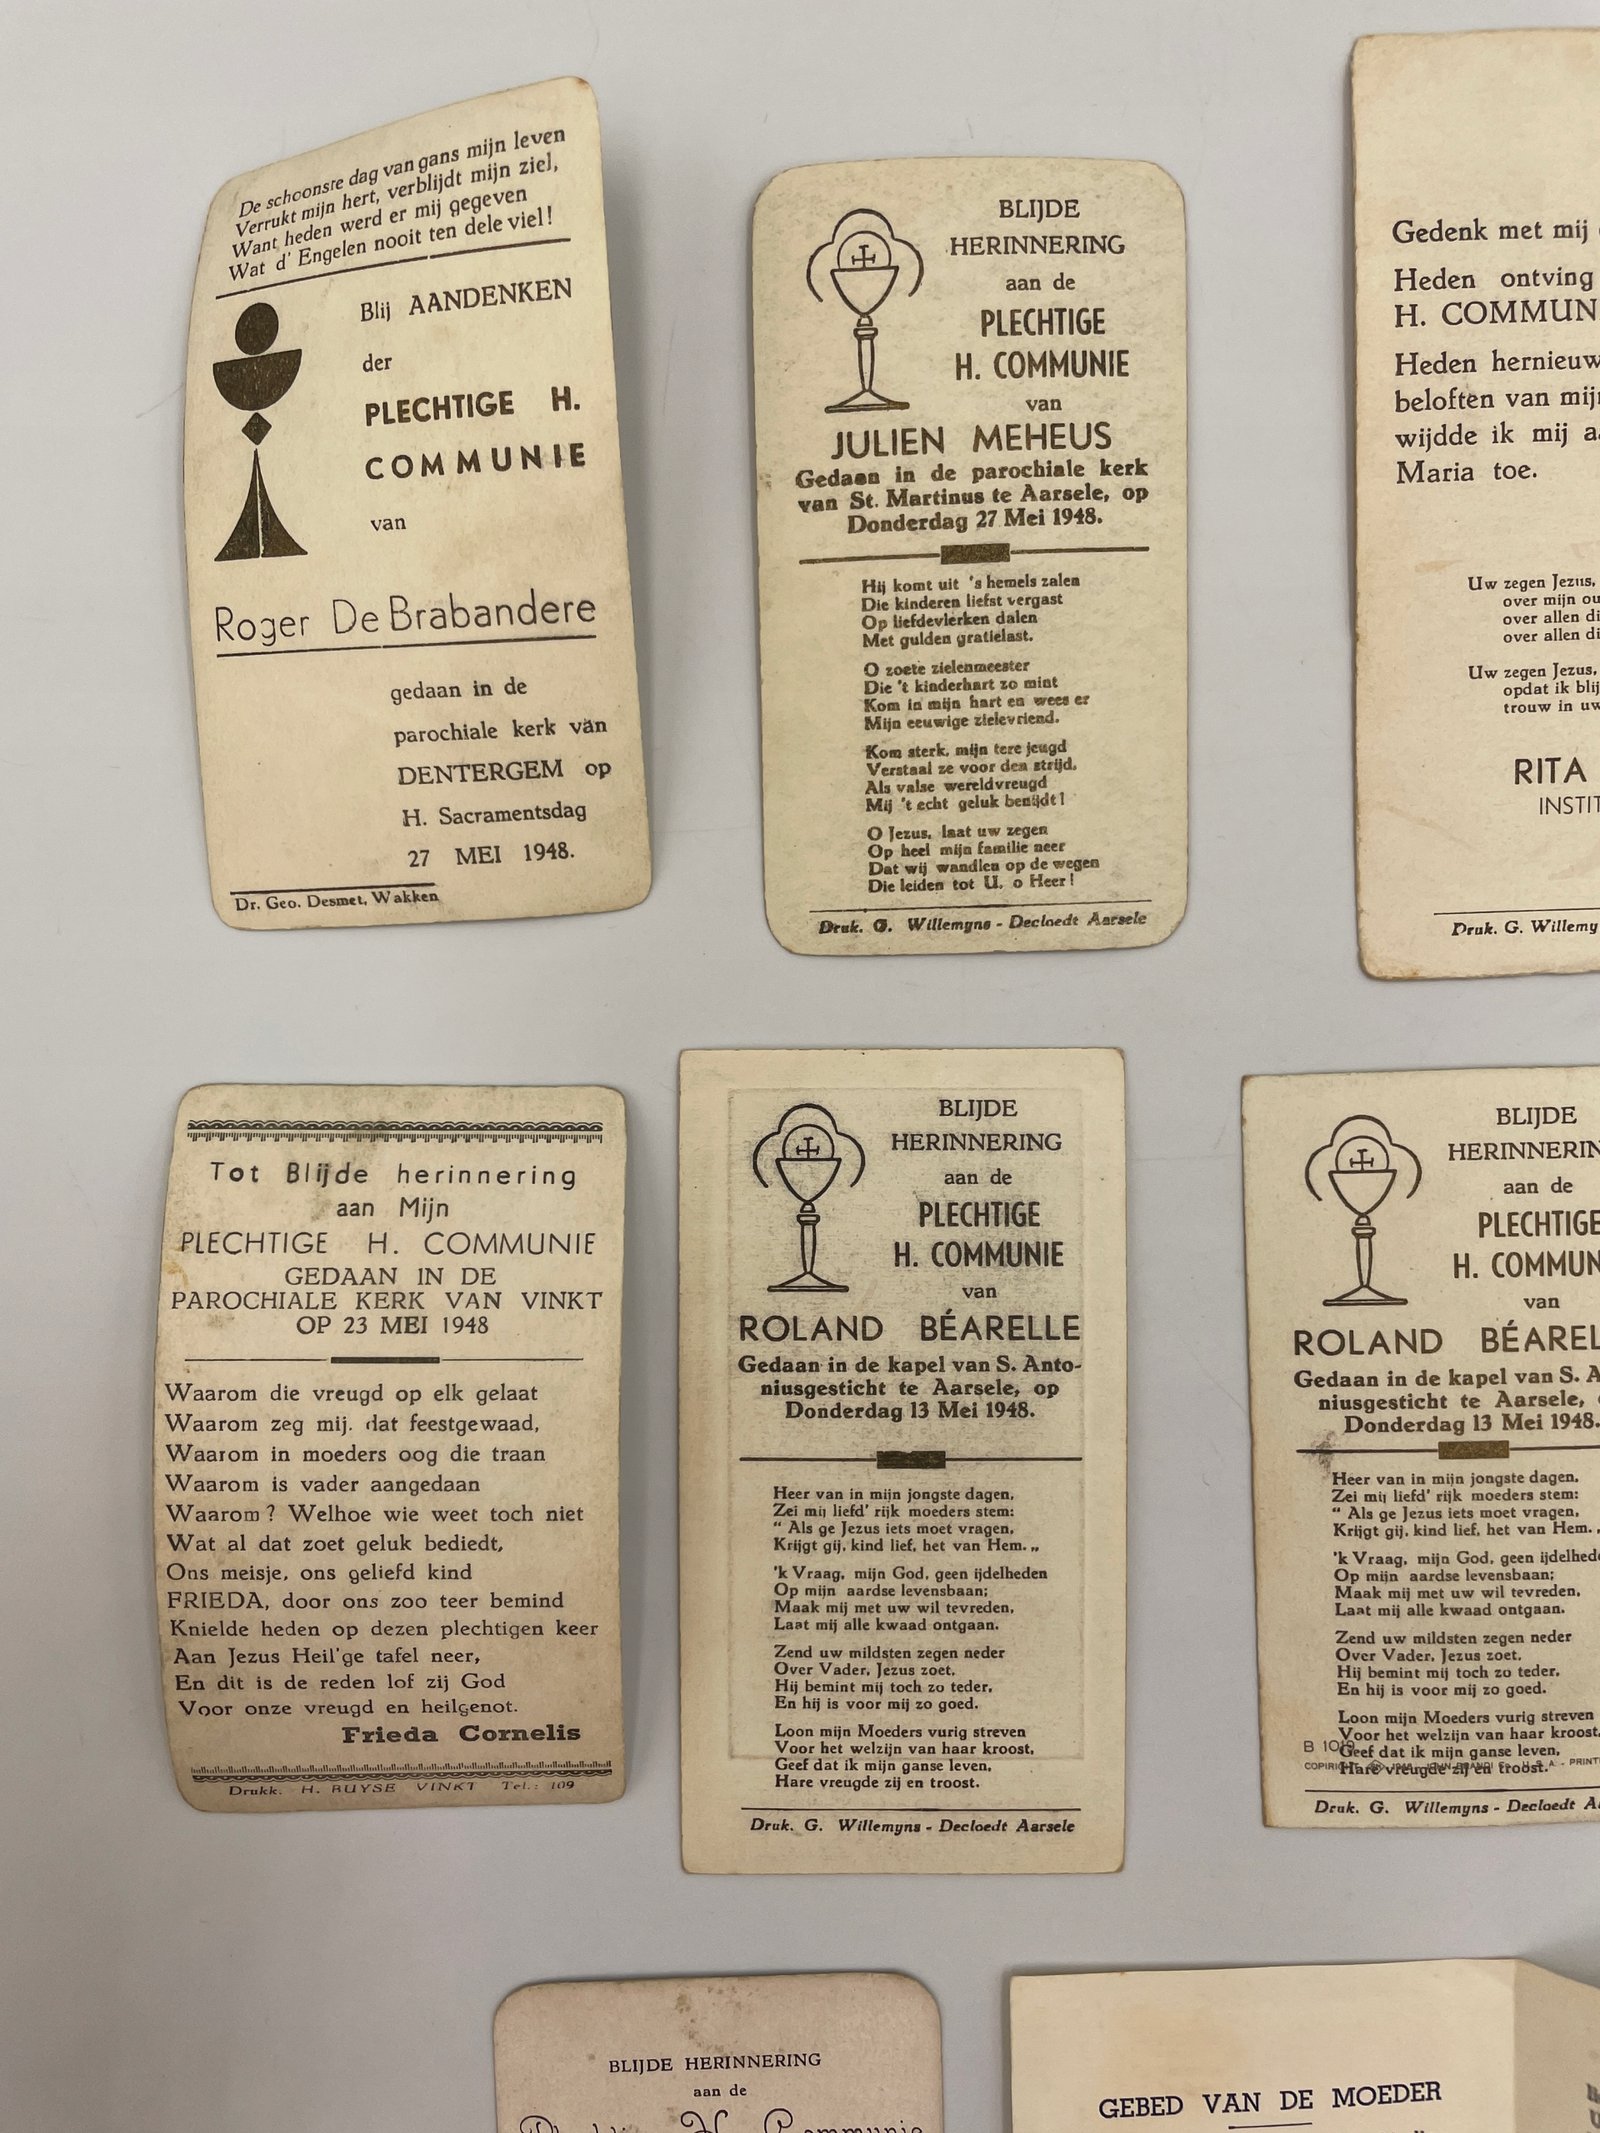 De schoonste dag van gans mijn leven
Verrukt mijn hert, verblijdt mijn ziel,
Want heden werd er mij gegeven
Wat d' Engelen nooit ten dele viel!
Blij AANDENKEN
der
PLECHTIGE H.
COMMUNIE
van
Roger De Brabandere
gedaan in de
parochiale kerk van
DENTERGEM op
H. Sacramentsdag
27 MEI 1948.
Dr. Geo. Desmet, Wakken
BLIJDE
HERINNERING
aan de
PLECHTIGE
H. COMMUNIE
van
JULIEN MEHEUS
Gedaan in de parochiale kerk
van St. Martinus te Aarsele, op
Donderdag 27 Mei 1948.
Hij komt uit 's hemels zalen
Die kinderen liefst vergast
Op liefdevlerken dalen
Met gulden gratielast.
O zoete zielenmeester
Die 't kinderhart zo mint
Kom in mijn hart en wees er
Mijn eeuwige zielevriend.
Kom sterk, mijn tere jeugd
Verstaal ze voor den strijd,
Als valse wereldvreugd
Mij 't echt geluk benijdt!
O Jezus, laat uw zegen
Op heel mijn familie neer
Dat wij wandlen op de wegen
Die leiden tot U, o Heer!
Druk. G. Willemyns - Decloedt Aarsele
Gedenk met mij
Heden ontving
H. COMMUN
Heden hernieuw
beloften van mij
wijdde ik mij a
Maria toe.
Uw zegen Jezus,
over mijn ou
over allen di
over allen di
Uw zegen Jezus,
opdat ik blij
trouw in uw
RITA
INSTIT
Druk. G. Willemy
Tot Blijde herinnering
aan Mijn
PLECHTIGE H. COMMUNIE
GEDAAN IN DE
PAROCHIALE KERK VAN VINKT
OP 23 MEI 1948
Waarom die vreugd op elk gelaat
Waarom zeg mij. dat feestgewaad,
Waarom in moeders oog die traan
Waarom is vader aangedaan
Waarom? Welhoe wie weet toch niet
Wat al dat zoet geluk bediedt,
Ons meisje, ons geliefd kind
FRIEDA, door ons zoo teer bemind
Knielde heden op dezen plechtigen keer
Aan Jezus Heil'ge tafel neer,
En dit is de reden lof zij God
Voor onze vreugd en heilgenot.
Frieda Cornelis
Drukk. H. BUYSE VINKT Tel.: 109
BLIJDE
HERINNERING
aan de
PLECHTIGE
H. COMMUNIE
van
ROLAND BÉARELLE
Gedaan in de kapel van S. Anto-
niusgesticht te Aarsele, op
Donderdag 13 Mei 1948.
Heer van in mijn jongste dagen,
Zei mij liefd' rijk moeders stem:
“ Als ge Jezus iets moet vragen,
Krijgt gij, kind lief, het van Hem. „
'k Vraag, mijn God, geen ijdelheden
Op mijn aardse levensbaan;
Maak mij met uw wil tevreden,
Laat mij alle kwaad ontgaan.
Zend uw mildsten zegen neder
Over Vader, Jezus zoet,
Hij bemint mij toch zo teder,
En hij is voor mij zo goed.
Loon mijn Moeders vurig streven
Voor het welzijn van haar kroost,
Geef dat ik mijn ganse leven,
Hare vreugde zij en troost.
Druk. G. Willemyns - Decloedt Aarsele
BLIJDE
HERINNERIN
aan de
PLECHTIGE
H. COMMUN
van
ROLAND BÉAREL
Gedaan in de kapel van S. A
niusgesticht te Aarsele,
Donderdag 13 Mei 1948.
Heer van in mijn jongste dagen,
Zei mij liefd' rijk moeders stem:
“ Als ge Jezus iets moet vragen,
Krijgt gij, kind lief, het van Hem. „
'k Vraag, mijn God, geen ijdelhede
Op mijn aardse levensbaan;
Maak mij met uw wil tevreden,
Laat mij alle kwaad ontgaan.
Zend uw mildsten zegen neder
Over Vader, Jezus zoet,
Hij bemint mij toch zo teder,
En hij is voor mij zo goed.
Loon mijn Moeders vurig streven
Voor het welzijn van haar kroost,
B 1019
Geef dat ik mijn ganse leven,
Hare vreugde zij en troost.
Druk. G. Willemyns - Decloedt A
BLIJDE HERINNERING
aan de
Plechtige H. Communie
GEBED VAN DE MOEDER